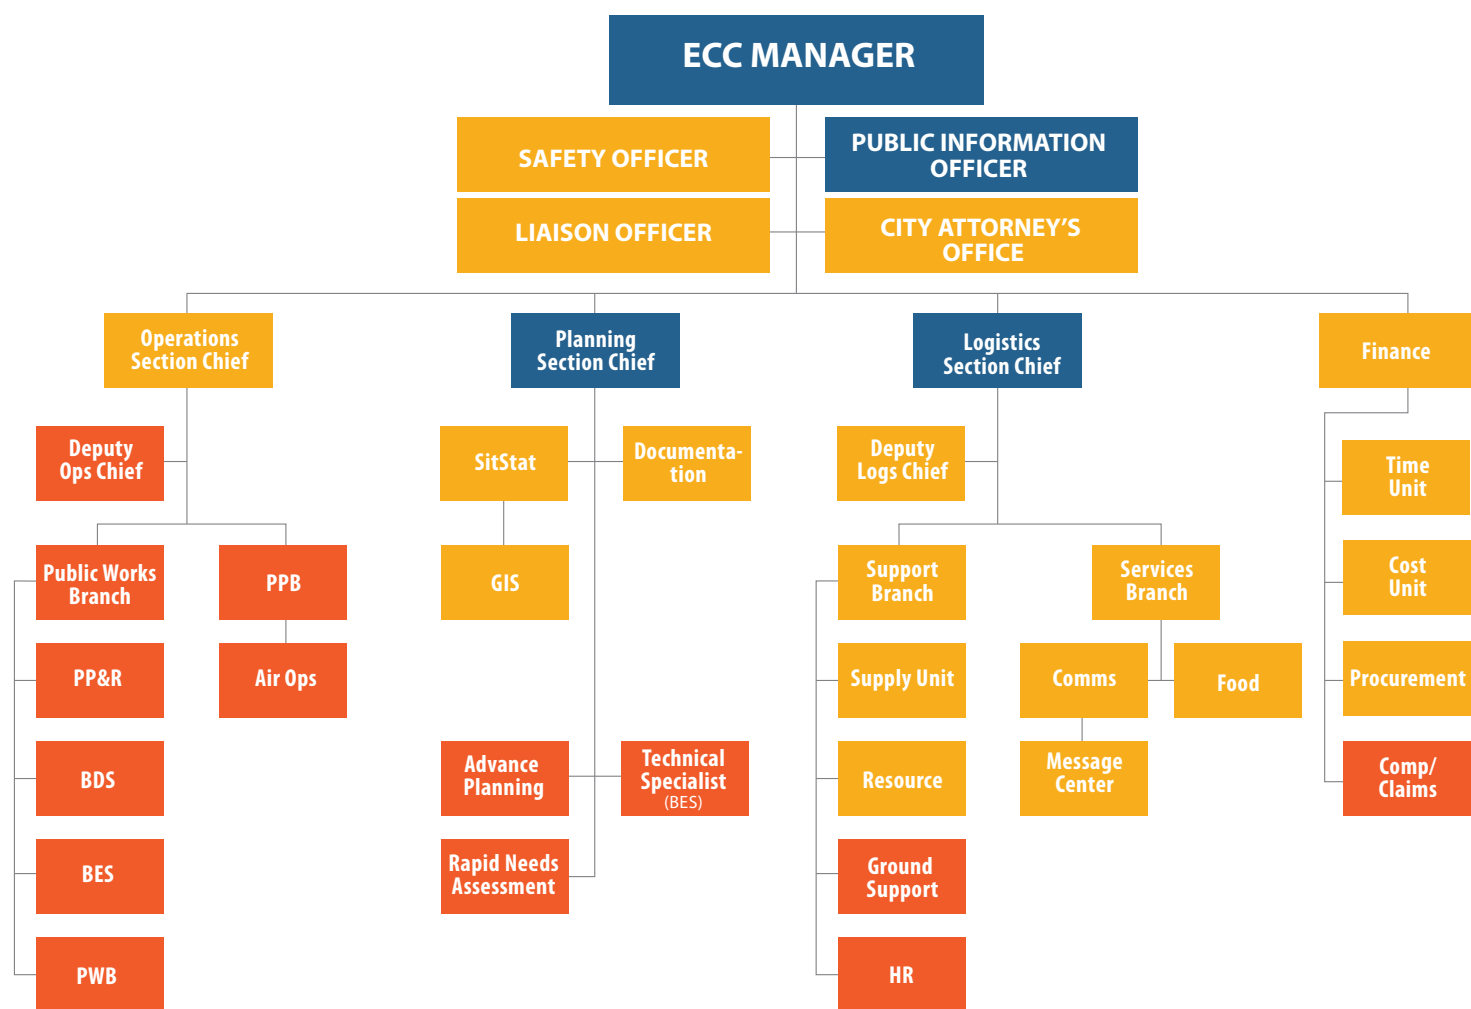 ECC MANAGER
SAFETY OFFICER
PUBLIC INFORMATION
OFFICER
LIAISON OFFICER
CITY ATTORNEY'S
OFFICE
Operations
Section Chief
Planning
Section Chief
Logistics
Section Chief
Finance
Deputy
Ops Chief
SitStat
Documenta-
tion
Deputy
Logs Chief
Time
Unit
Public Works
Branch
PPB
GIS
Support
Branch
Services
Branch
Cost
Unit
PP&R
Air Ops
Supply Unit
Comms
Food
Procurement
BDS
Advance
Planning
Technical
Specialist
(BES)
Resource
Message
Center
Comp/
Claims
BES
Rapid Needs
Assessment
Ground
Support
PWB
HR